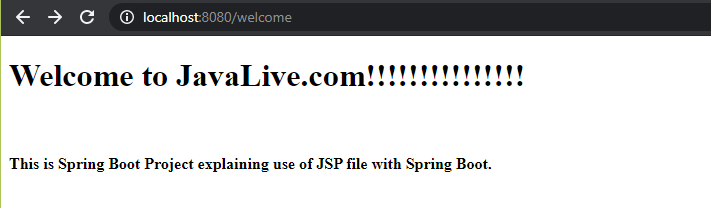 localhost:8080/welcome
Welcome to JavaLive.com!!!!!!!!!!!!!!!
This is Spring Boot Project explaining use of JSP file with Spring Boot.